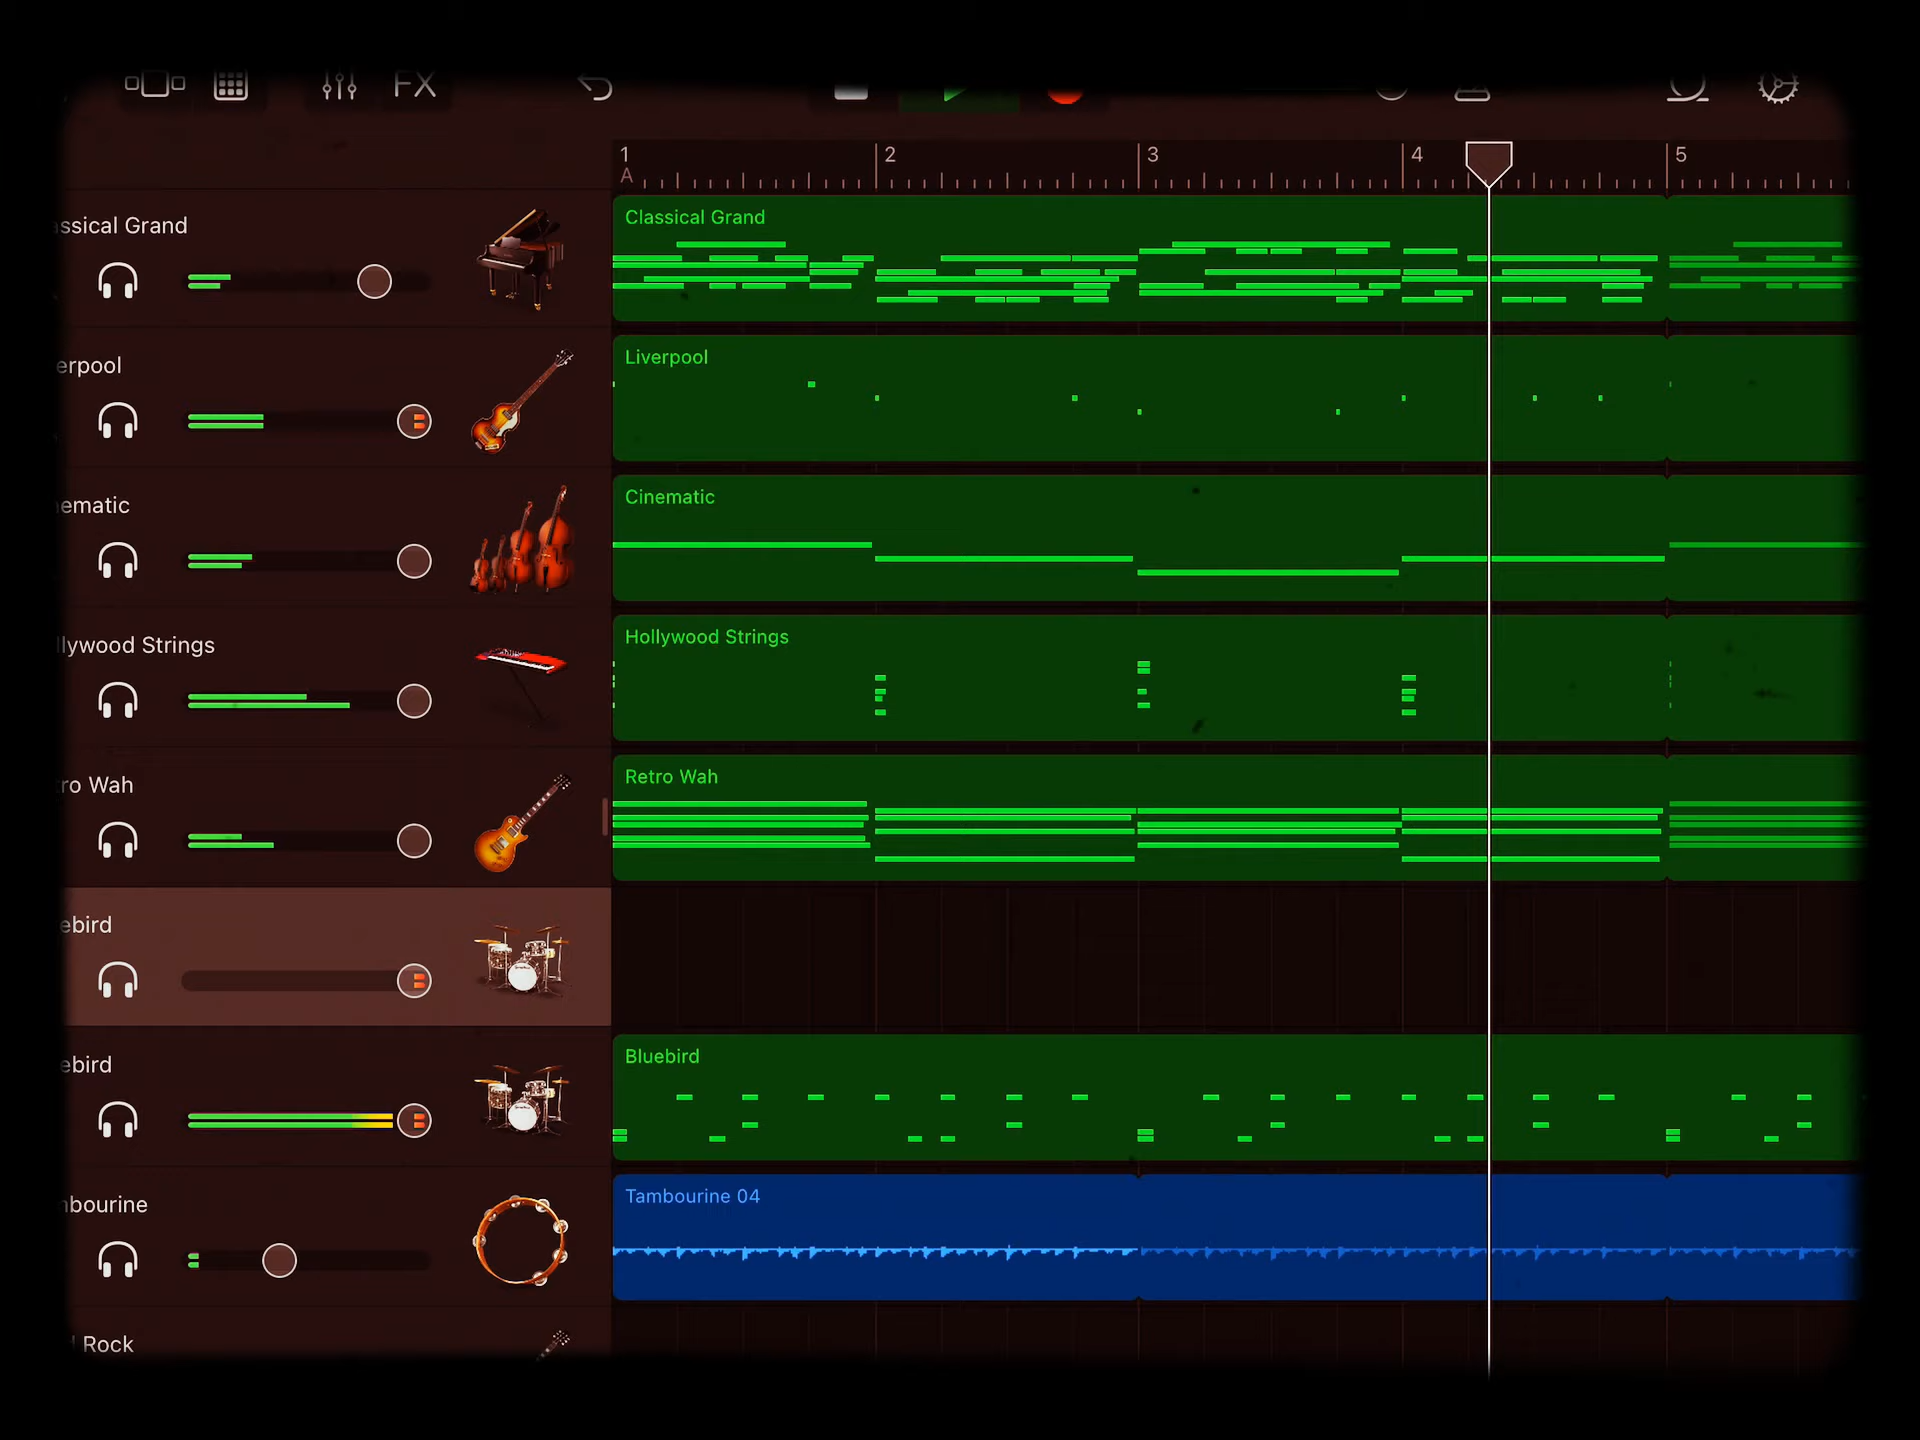 FX
1 2 3 4 5
A
assical Grand
Classical Grand
erpool
Liverpool
ematic
Cinematic
llywood Strings
Hollywood Strings
ro Wah
Retro Wah
ebird
ebird
Bluebird
nbourine
Tambourine 04
Rock